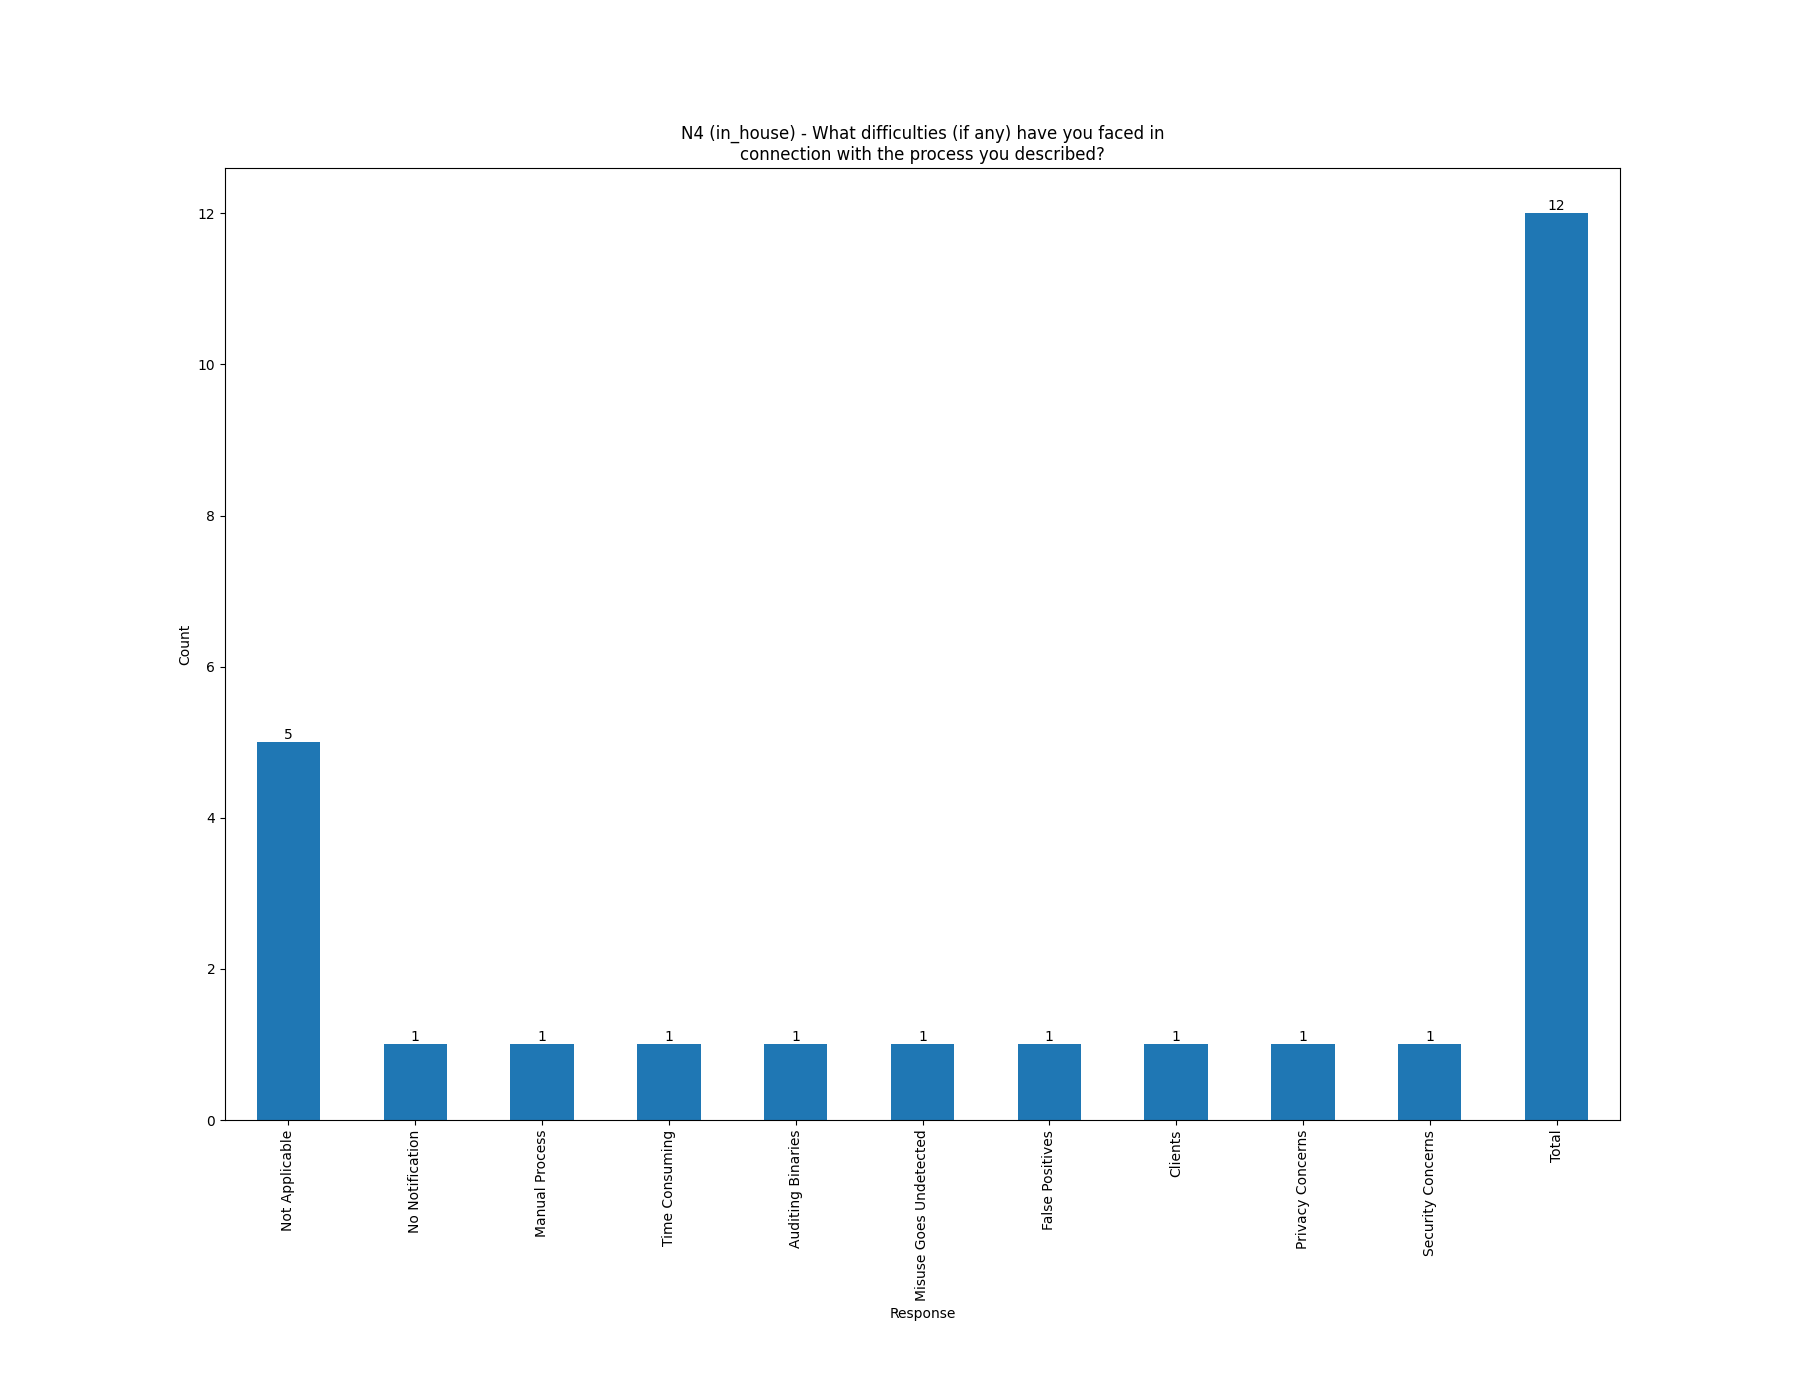 N4 (in_house) - What difficulties (if any) have you faced in
connection with the process you described?
12
10
8
6
4
2
0
Count
5
1
1
1
1
1
1
1
1
1
12
Not Applicable
No Notification
Manual Process
Time Consuming
Auditing Binaries
Misuse Goes Undetected
False Positives
Clients
Privacy Concerns
Security Concerns
Total
Response